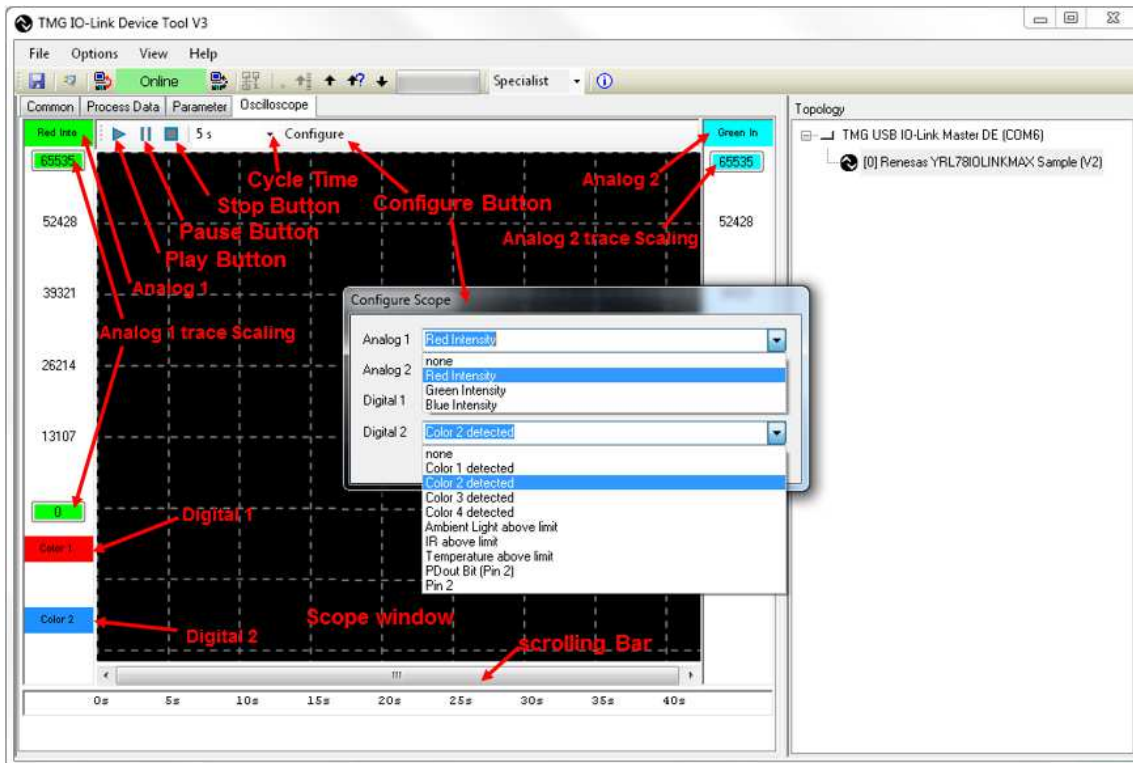 TMG IO-Link Device Tool V3
File Options View Help
Online Specialist
Common Process Data Parameter Oscilloscope
Topology
Red Inte
5 s Configure
Green In
TMG USB IO-Link Master DE (COM6)
[0] Renesas YRL78IOLINKMAX Sample (V2)
65535
65535
Cycle Time
Analog 2
Stop Button
Configure Button
52428
52428
Pause Button
Analog 2 trace Scaling
Play Button
Analog 1
39321
Configure Scope
Analog 1 trace Scaling
Analog 1 Red Intensity
none
Red Intensity
Green Intensity
Blue Intensity
26214
Analog 2
Digital 1
Digital 2 Color 2 detected
13107
none
Color 1 detected
Color 2 detected
Color 3 detected
Color 4 detected
Ambient Light above limit
IR above limit
Temperature above limit
PDout Bit (Pin 2)
Pin 2
0
Digital 1
Color 1
Color 2
Scope window
Digital 2
scrolling Bar
0s 5s 10s 15s 20s 25s 30s 35s 40s